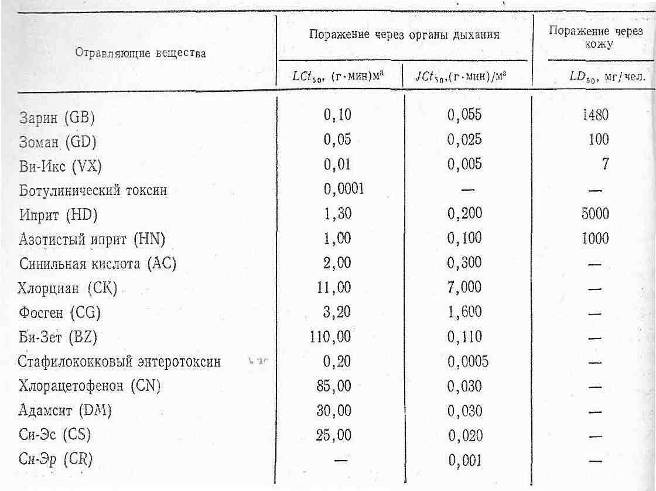 Отравляющие вещества | Поражение через органы дыхания | Поражение через кожу
LCt₅₀, (г·мин)м³ | JCt₅₀,(г·мин)/м³ | LD₅₀, мг/чел.
Зарин (GB) 0,10 0,055 1480
Зоман (GD) 0,05 0,025 100
Ви-Икс (VX) 0,01 0,005 7
Ботулинический токсин 0,0001 — —
Иприт (HD) 1,30 0,200 5000
Азотистый иприт (HN) 1,00 0,100 1000
Синильная кислота (AC) 2,00 0,300 —
Хлорциан (CK) 11,00 7,000 —
Фосген (CG) 3,20 1,600 —
Би-Зет (BZ) 110,00 0,110 —
Стафилококковый энтеротоксин 0,20 0,0005 —
Хлорацетофенон (CN) 85,00 0,030 —
Адамсит (DM) 30,00 0,030 —
Си-Эс (CS) 25,00 0,020 —
Си-Эр (CR) — 0,001 —